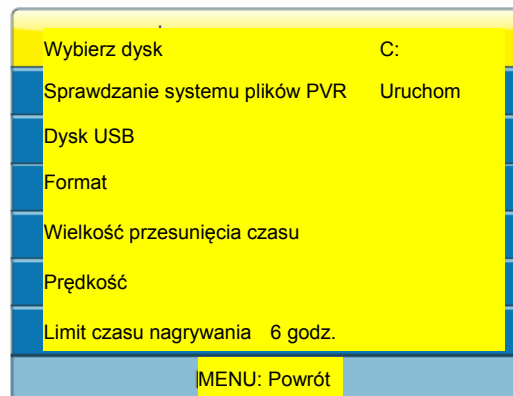 Wybierz dysk C:
Sprawdzanie systemu plików PVR Uruchom
Dysk USB
Format
Wielkość przesunięcia czasu
Prędkość
Limit czasu nagrywania 6 godz.
MENU: Powrót